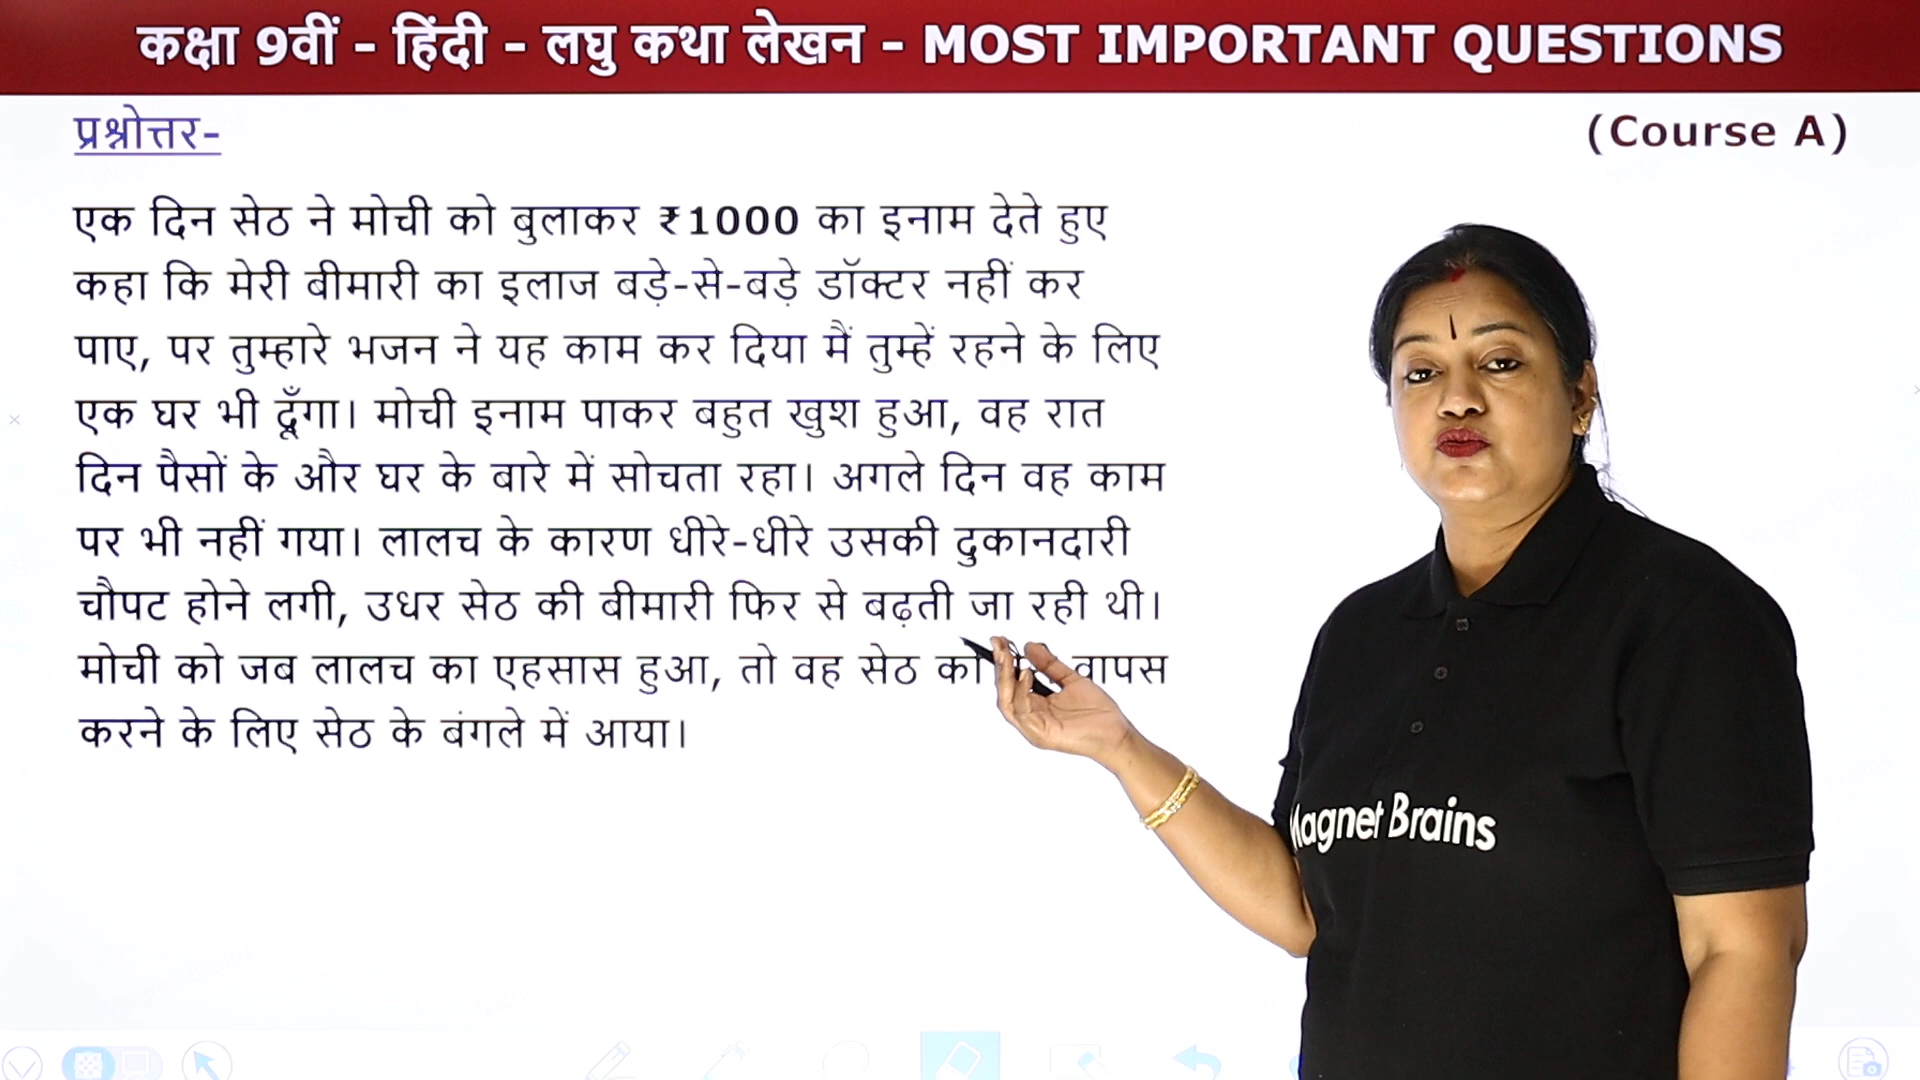 कक्षा 9वीं - हिंदी - लघु कथा लेखन - MOST IMPORTANT QUESTIONS
प्रश्नोत्तर-
(Course A)
एक दिन सेठ ने मोची को बुलाकर ₹1000 का इनाम देते हुए
कहा कि मेरी बीमारी का इलाज बड़े-से-बड़े डॉक्टर नहीं कर
पाए, पर तुम्हारे भजन ने यह काम कर दिया मैं तुम्हें रहने के लिए
एक घर भी दूँगा। मोची इनाम पाकर बहुत खुश हुआ, वह रात
दिन पैसों के और घर के बारे में सोचता रहा। अगले दिन वह काम
पर भी नहीं गया। लालच के कारण धीरे-धीरे उसकी दुकानदारी
चौपट होने लगी, उधर सेठ की बीमारी फिर से बढ़ती जा रही थी।
मोची को जब लालच का एहसास हुआ, तो वह सेठ को वापस
करने के लिए सेठ के बंगले में आया।
Magnet Brains